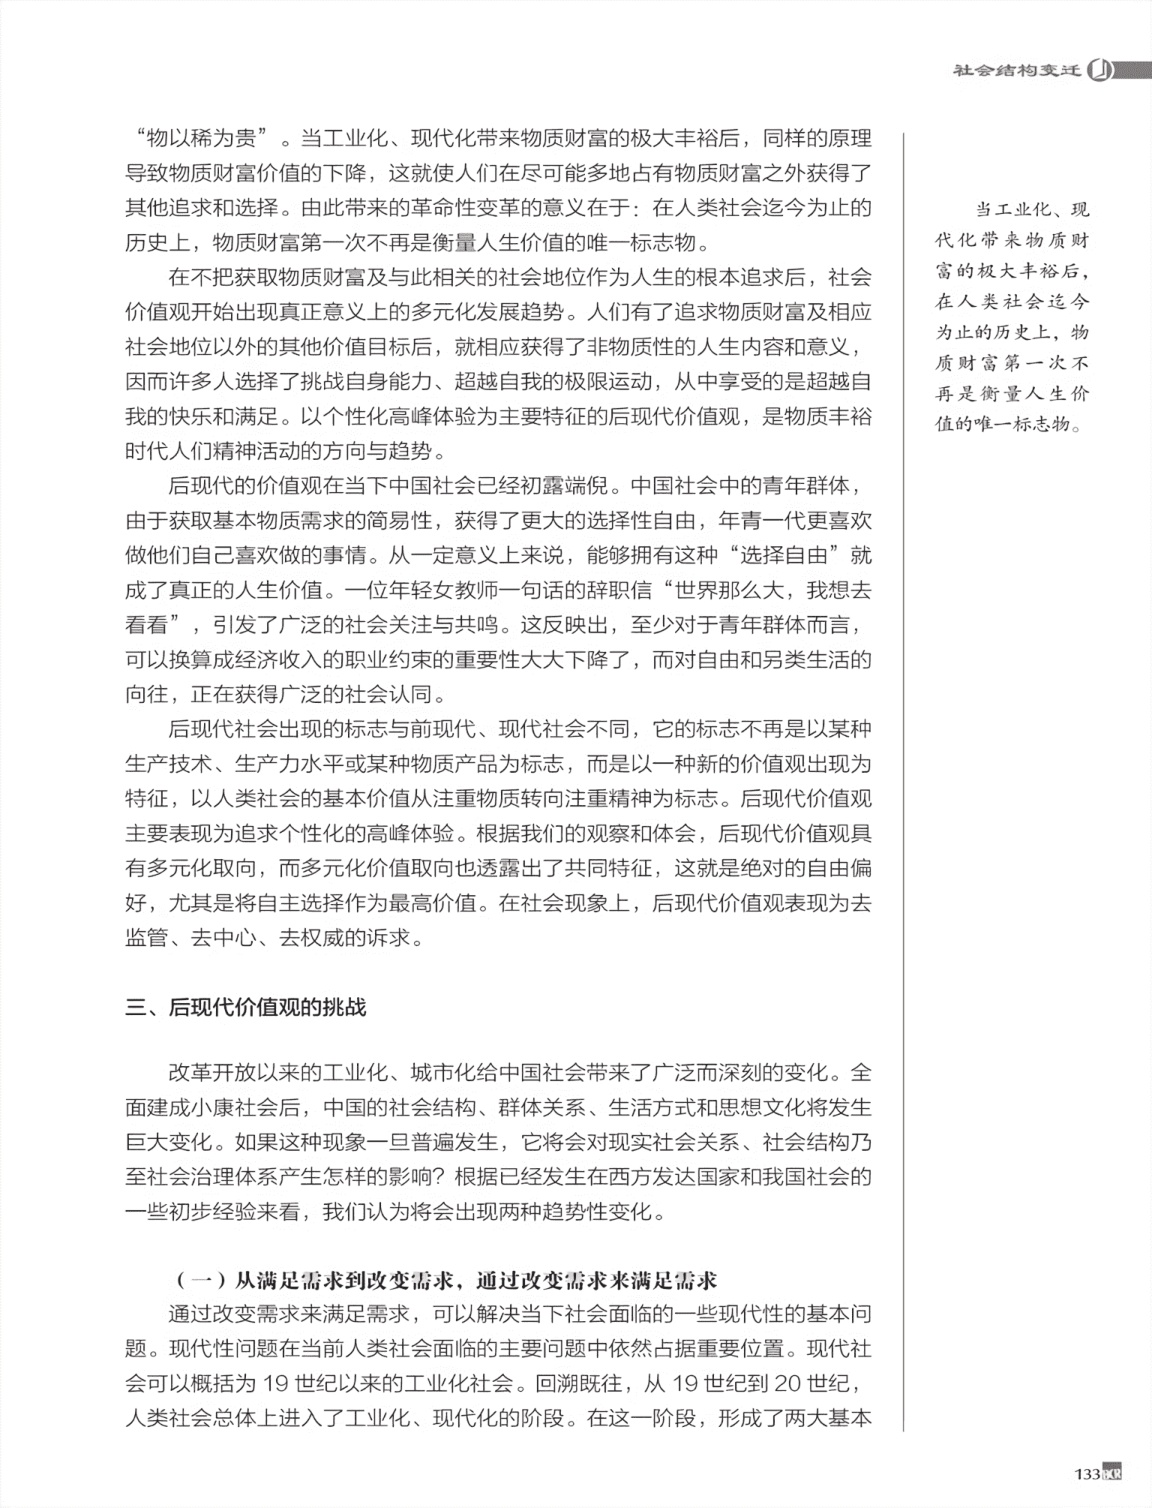 社会结构变迁
“物以稀为贵”。当工业化、现代化带来物质财富的极大丰裕后，同样的原理
导致物质财富价值的下降，这就使人们在尽可能多地占有物质财富之外获得了
其他追求和选择。由此带来的革命性变革的意义在于：在人类社会迄今为止的
历史上，物质财富第一次不再是衡量人生价值的唯一标志物。
在不把获取物质财富及与此相关的社会地位作为人生的根本追求后，社会
价值观开始出现真正意义上的多元化发展趋势。人们有了追求物质财富及相应
社会地位以外的其他价值目标后，就相应获得了非物质性的人生内容和意义，
因而许多人选择了挑战自身能力、超越自我的极限运动，从中享受的是超越自
我的快乐和满足。以个性化高峰体验为主要特征的后现代价值观，是物质丰裕
时代人们精神活动的方向与趋势。
后现代的价值观在当下中国社会已经初露端倪。中国社会中的青年群体，
由于获取基本物质需求的简易性，获得了更大的选择性自由，年青一代更喜欢
做他们自己喜欢做的事情。从一定意义上来说，能够拥有这种“选择自由”就
成了真正的人生价值。一位年轻女教师一句话的辞职信“世界那么大，我想去
看看”，引发了广泛的社会关注与共鸣。这反映出，至少对于青年群体而言，
可以换算成经济收入的职业约束的重要性大大下降了，而对自由和另类生活的
向往，正在获得广泛的社会认同。
后现代社会出现的标志与前现代、现代社会不同，它的标志不再是以某种
生产技术、生产力水平或某种物质产品为标志，而是以一种新的价值观出现为
特征，以人类社会的基本价值从注重物质转向注重精神为标志。后现代价值观
主要表现为追求个性化的高峰体验。根据我们的观察和体会，后现代价值观具
有多元化取向，而多元化价值取向也透露出了共同特征，这就是绝对的自由偏
好，尤其是将自主选择作为最高价值。在社会现象上，后现代价值观表现为去
监管、去中心、去权威的诉求。
三、后现代价值观的挑战
改革开放以来的工业化、城市化给中国社会带来了广泛而深刻的变化。全
面建成小康社会后，中国的社会结构、群体关系、生活方式和思想文化将发生
巨大变化。如果这种现象一旦普遍发生，它将会对现实社会关系、社会结构乃
至社会治理体系产生怎样的影响？根据已经发生在西方发达国家和我国社会的
一些初步经验来看，我们认为将会出现两种趋势性变化。
（一）从满足需求到改变需求，通过改变需求来满足需求
通过改变需求来满足需求，可以解决当下社会面临的一些现代性的基本问
题。现代性问题在当前人类社会面临的主要问题中依然占据重要位置。现代社
会可以概括为 19 世纪以来的工业化社会。回溯既往，从 19 世纪到 20 世纪，
人类社会总体上进入了工业化、现代化的阶段。在这一阶段，形成了两大基本
当工业化、现
代化带来物质财
富的极大丰裕后，
在人类社会迄今
为止的历史上，物
质财富第一次不
再是衡量人生价
值的唯一标志物。
133